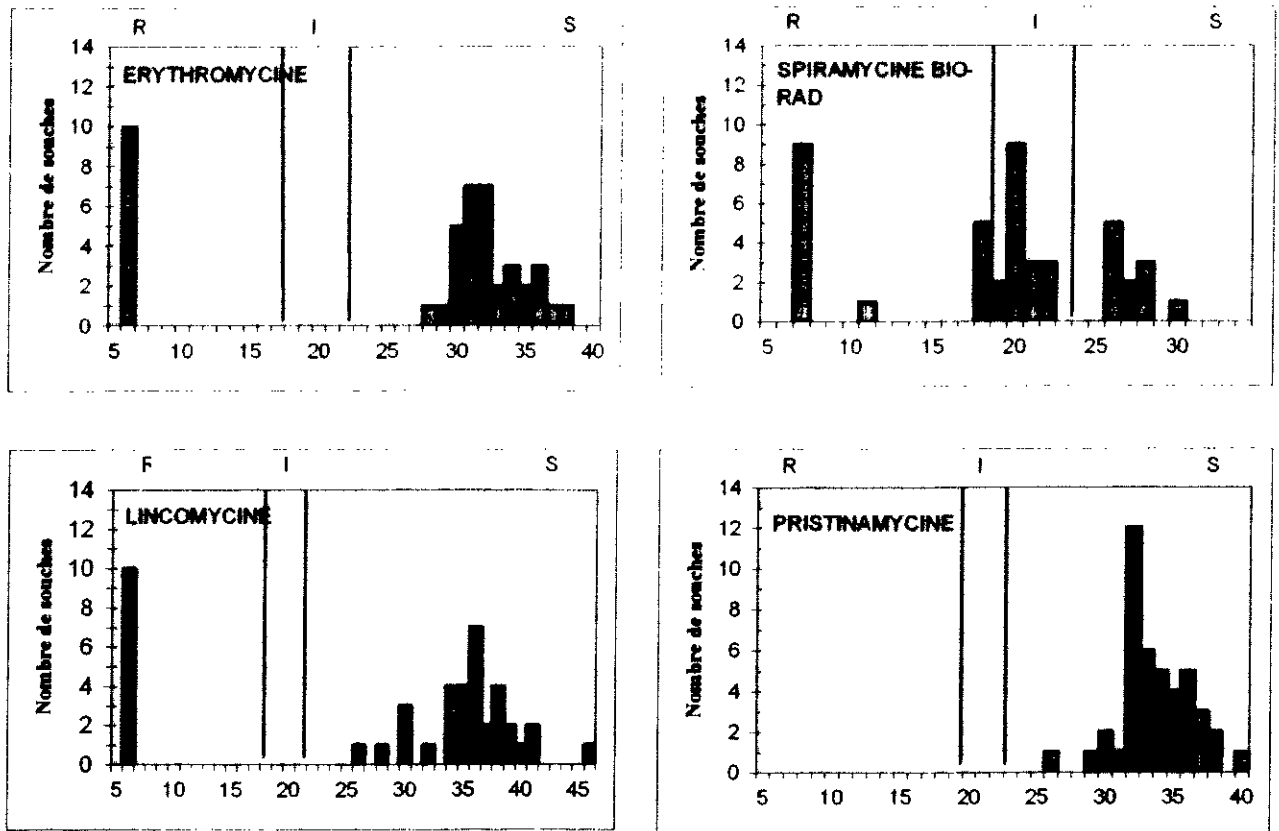 R I S
14
ERYTHROMYCINE
12
10
8
6
4
2
0
Nombre de souches
5 10 15 20 25 30 35 40
R I S
14
SPIRAMYCINE BIO-
RAD
12
10
8
6
4
2
0
Nombre de souches
5 10 15 20 25 30
F I S
14
LINCOMYCINE
12
10
8
6
4
2
0
Nombre de souches
5 10 15 20 25 30 35 40 45
R I S
14
PRISTINAMYCINE
12
10
8
6
4
2
0
Nombre de souches
5 10 15 20 25 30 35 40